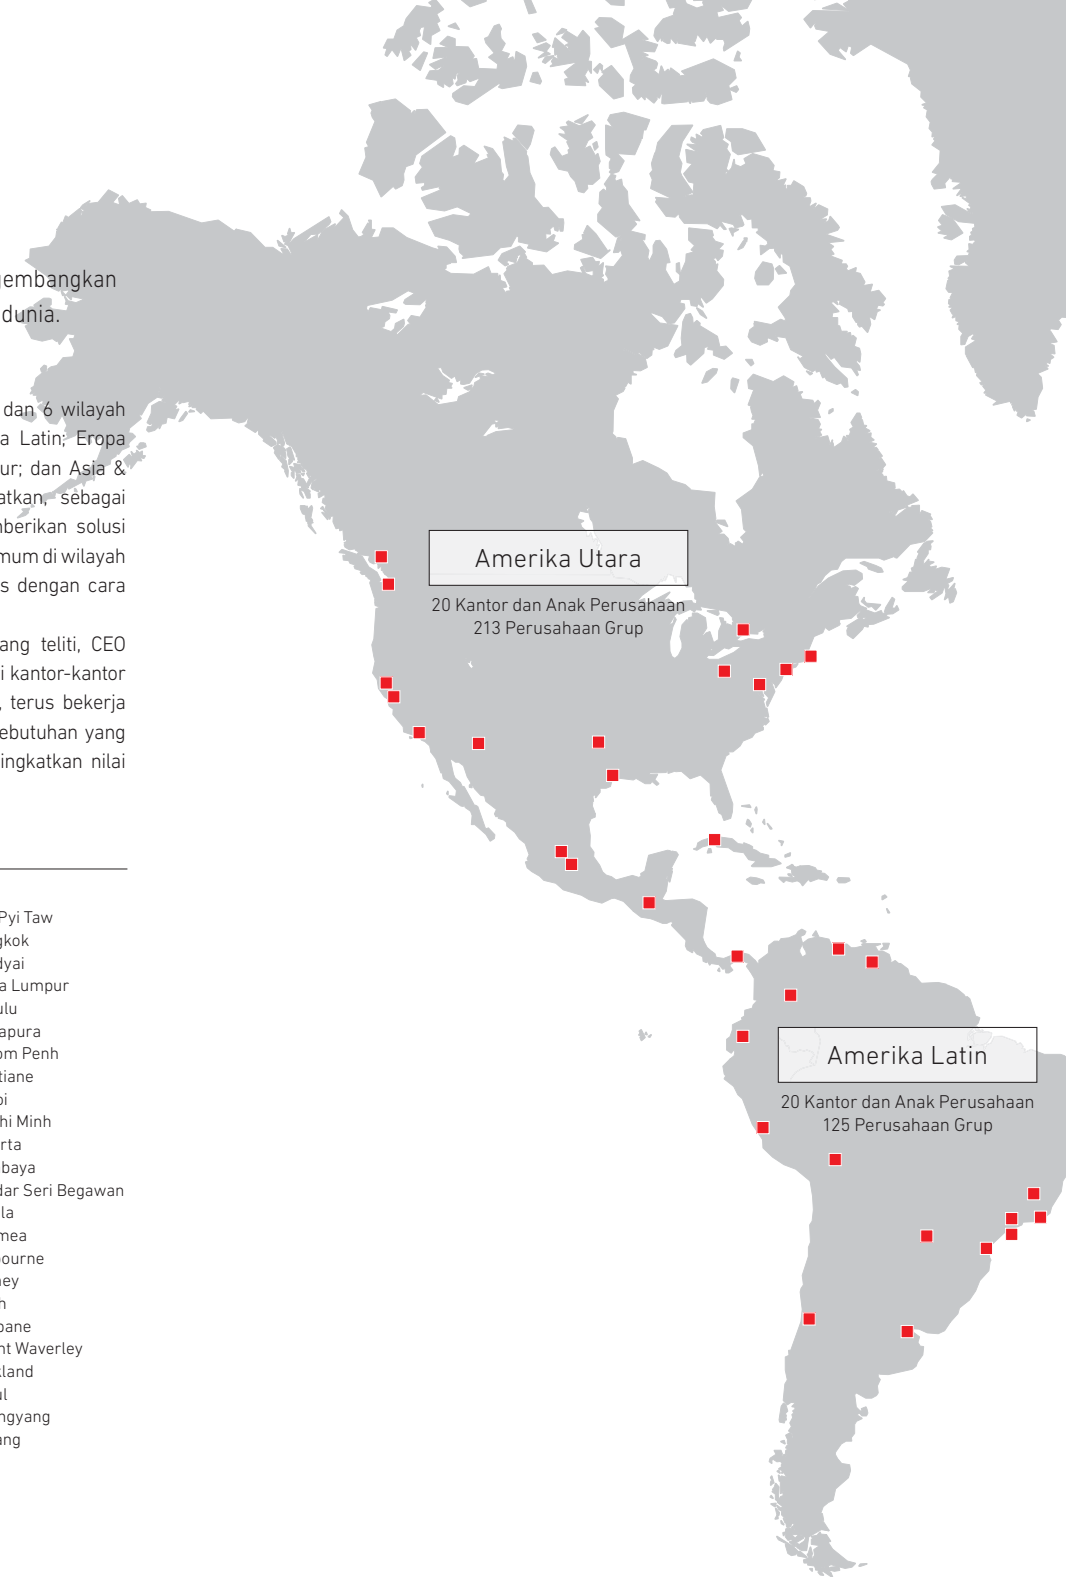 gembangkan
dunia.
dan 6 wilayah
a Latin; Eropa
ur; dan Asia &
atkan, sebagai
nberikan solusi
mum di wilayah
s dengan cara
ang teliti, CEO
i kantor-kantor
, terus bekerja
ebutuhan yang
ingkatkan nilai
Pyi Taw
gkok
dyai
a Lumpur
ulu
apura
om Penh
tiane
oi
hi Minh
rta
baya
dar Seri Begawan
la
mea
bourne
ney
h
bane
nt Waverley
kland
ul
ngyang
ang
Amerika Utara
20 Kantor dan Anak Perusahaan
213 Perusahaan Grup
Amerika Latin
20 Kantor dan Anak Perusahaan
125 Perusahaan Grup